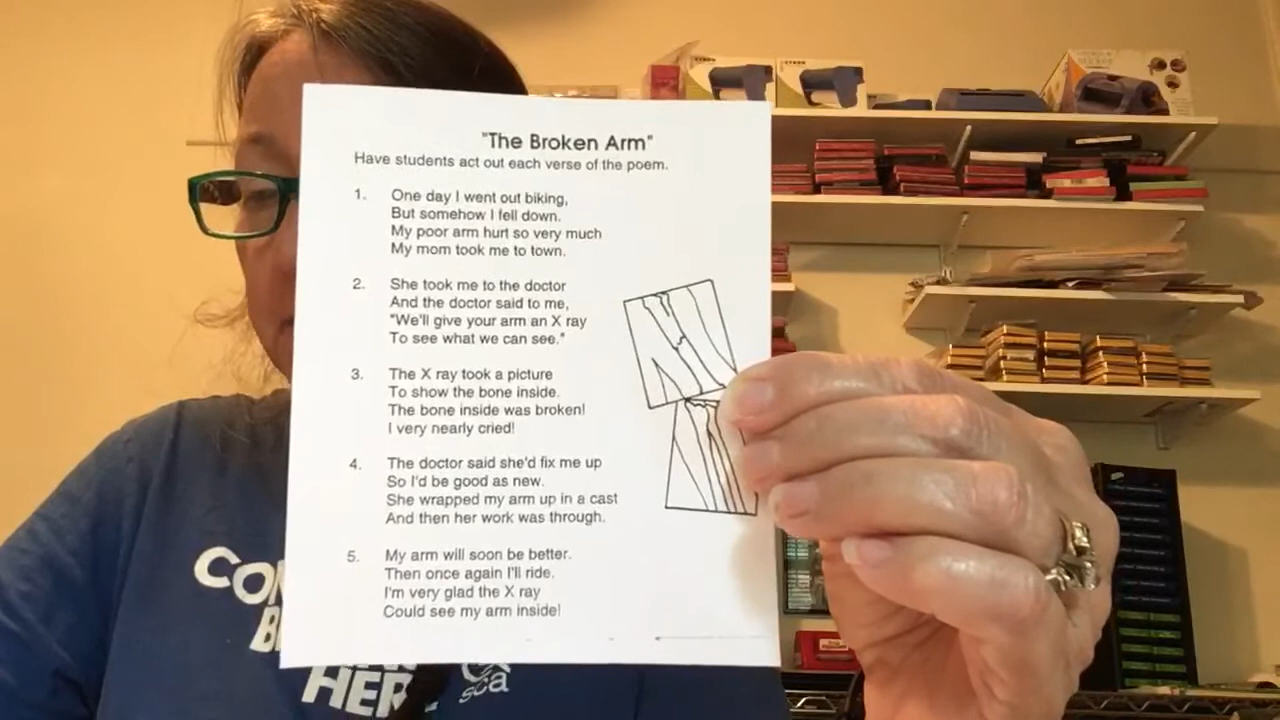 "The Broken Arm"
Have students act out each verse of the poem.
1. One day I went out biking,
But somehow I fell down.
My poor arm hurt so very much
My mom took me to town.
2. She took me to the doctor
And the doctor said to me,
"We'll give your arm an X ray
To see what we can see."
3. The X ray took a picture
To show the bone inside.
The bone inside was broken!
I very nearly cried!
4. The doctor said she'd fix me up
So I'd be good as new.
She wrapped my arm up in a cast
And then her work was through.
5. My arm will soon be better.
Then once again I'll ride.
I'm very glad the X ray
Could see my arm inside!
HER
sca